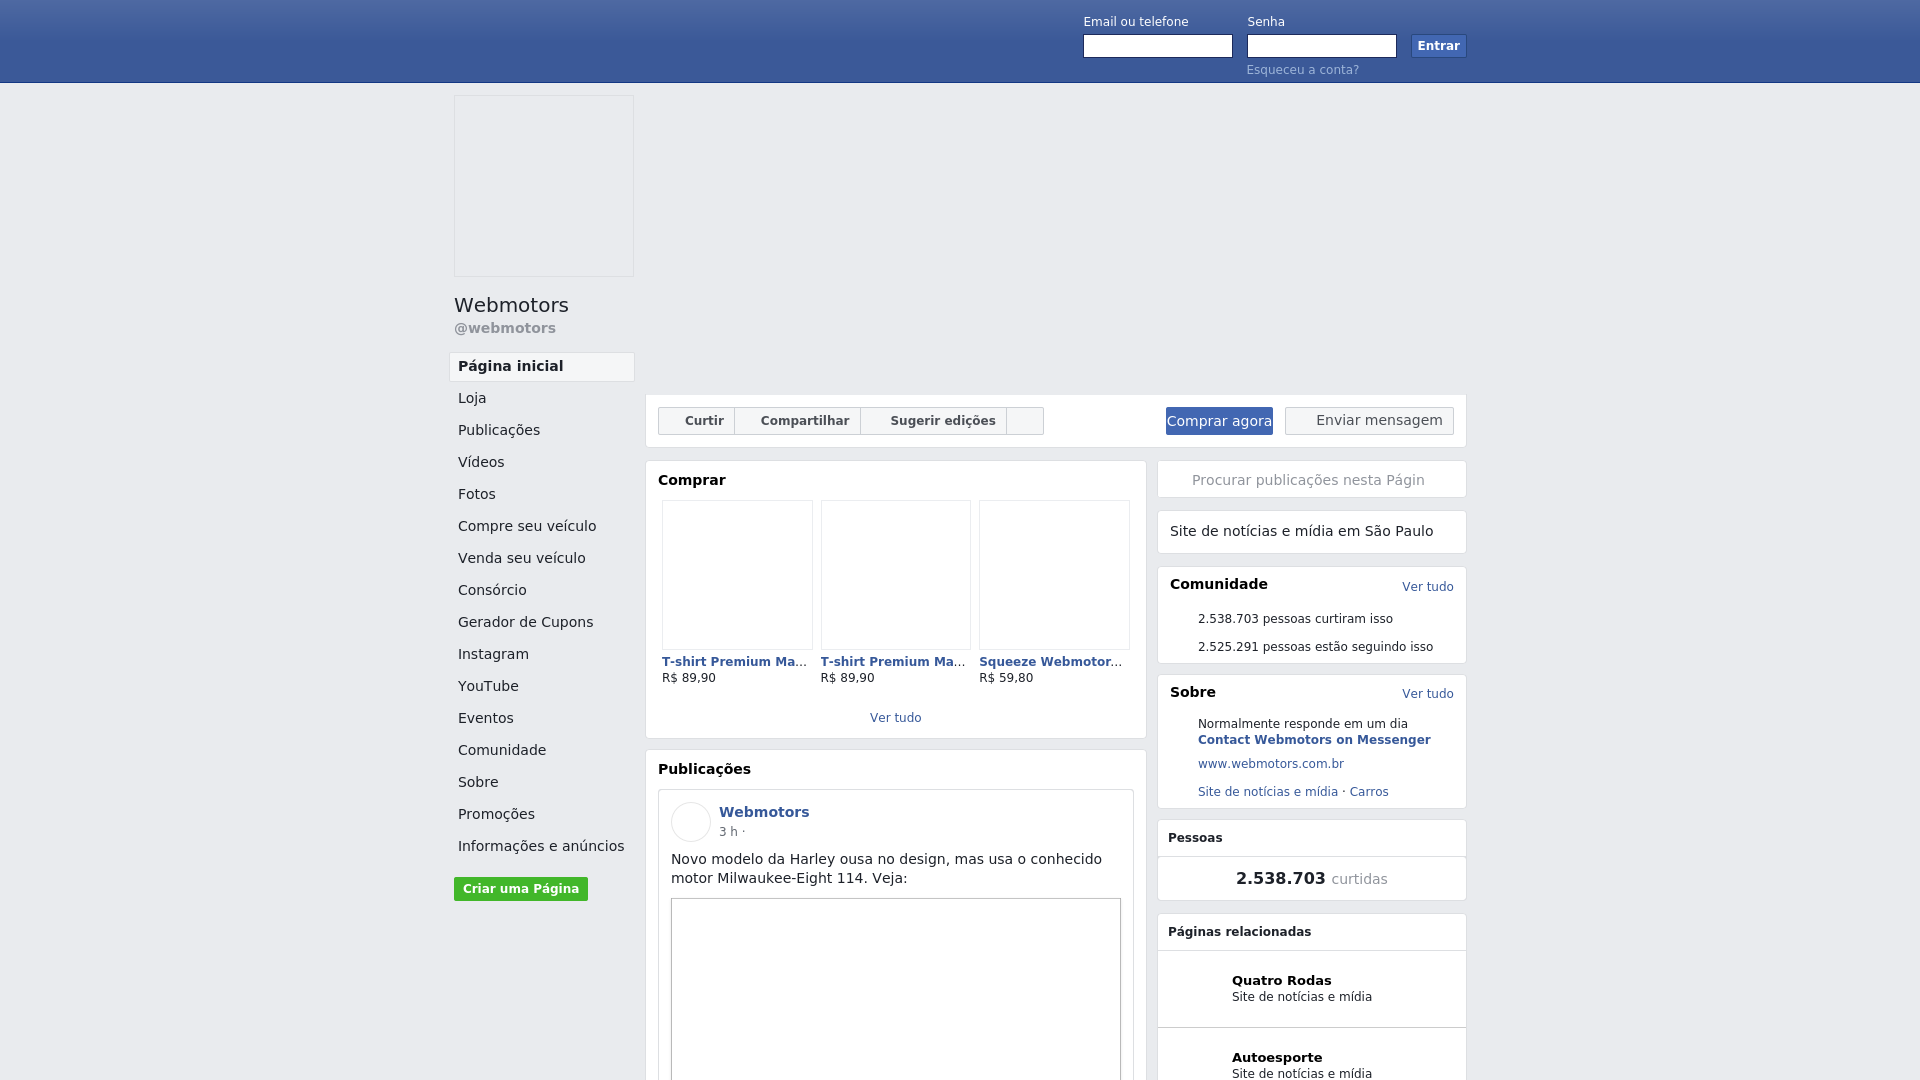 Email ou telefone
Senha
Entrar
Esqueceu a conta?
Webmotors
@webmotors
Página inicial
Loja
Publicações
Vídeos
Fotos
Compre seu veículo
Venda seu veículo
Consórcio
Gerador de Cupons
Instagram
YouTube
Eventos
Comunidade
Sobre
Promoções
Informações e anúncios
Criar uma Página
Curtir
Compartilhar
Sugerir edições
Comprar agora
Enviar mensagem
Comprar
T-shirt Premium Ma...
R$ 89,90
T-shirt Premium Ma...
R$ 89,90
Squeeze Webmotor...
R$ 59,80
Ver tudo
Publicações
Webmotors
3 h ·
Novo modelo da Harley ousa no design, mas usa o conhecido
motor Milwaukee-Eight 114. Veja:
Procurar publicações nesta Págin
Site de notícias e mídia em São Paulo
Comunidade
Ver tudo
2.538.703 pessoas curtiram isso
2.525.291 pessoas estão seguindo isso
Sobre
Ver tudo
Normalmente responde em um dia
Contact Webmotors on Messenger
www.webmotors.com.br
Site de notícias e mídia · Carros
Pessoas
2.538.703 curtidas
Páginas relacionadas
Quatro Rodas
Site de notícias e mídia
Autoesporte
Site de notícias e mídia